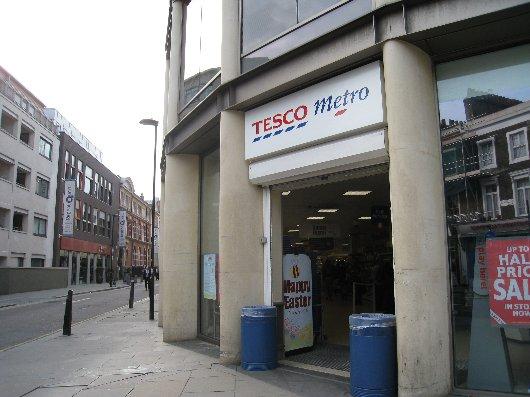 TESCO Metro
Happy
Easter
UP TO
HALF
PRICE
SALE
IN STORE
NOW